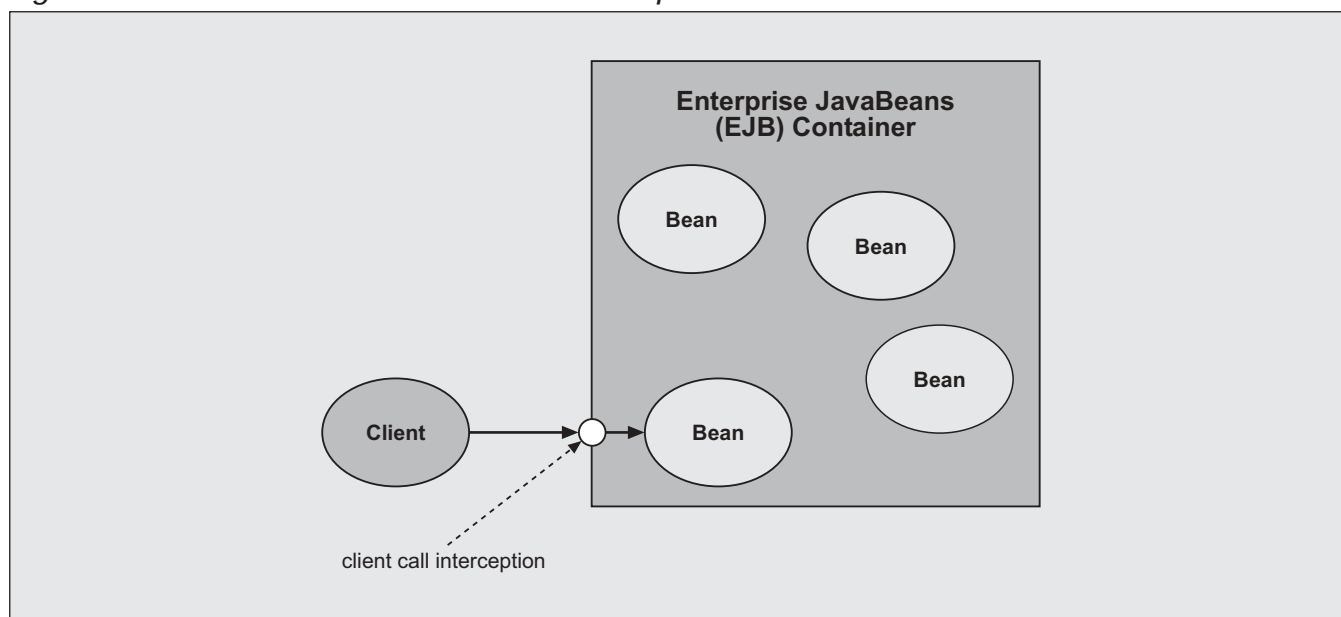 Enterprise JavaBeans
(EJB) Container
Bean
Bean
Bean
Client
Bean
client call interception